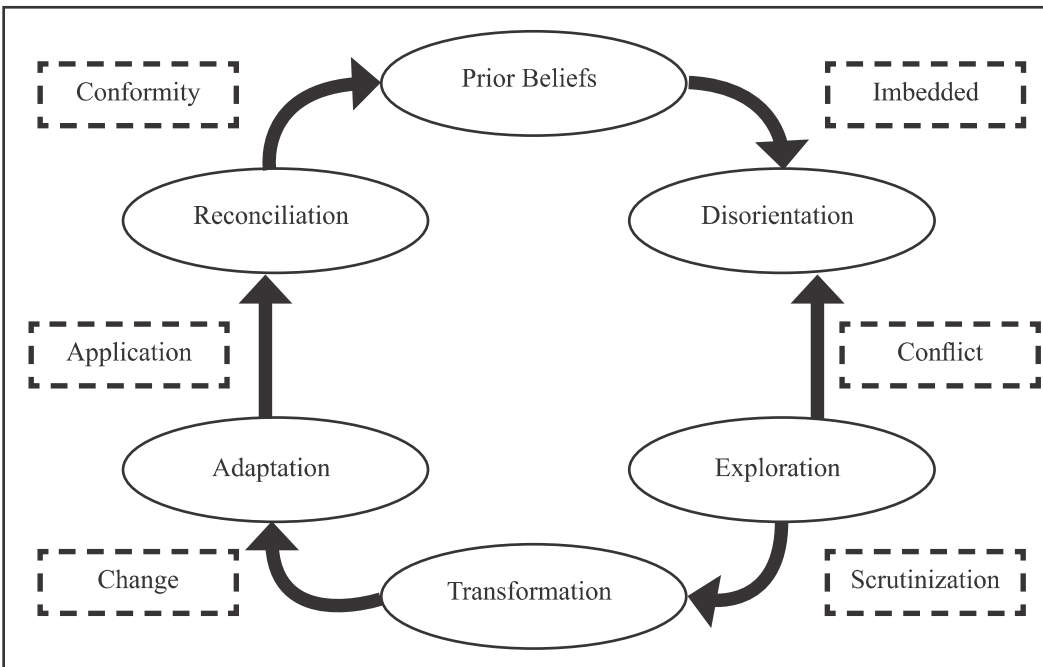 Prior Beliefs
Conformity
Imbedded
Reconciliation
Disorientation
Application
Conflict
Adaptation
Exploration
Change
Transformation
Scrutinization